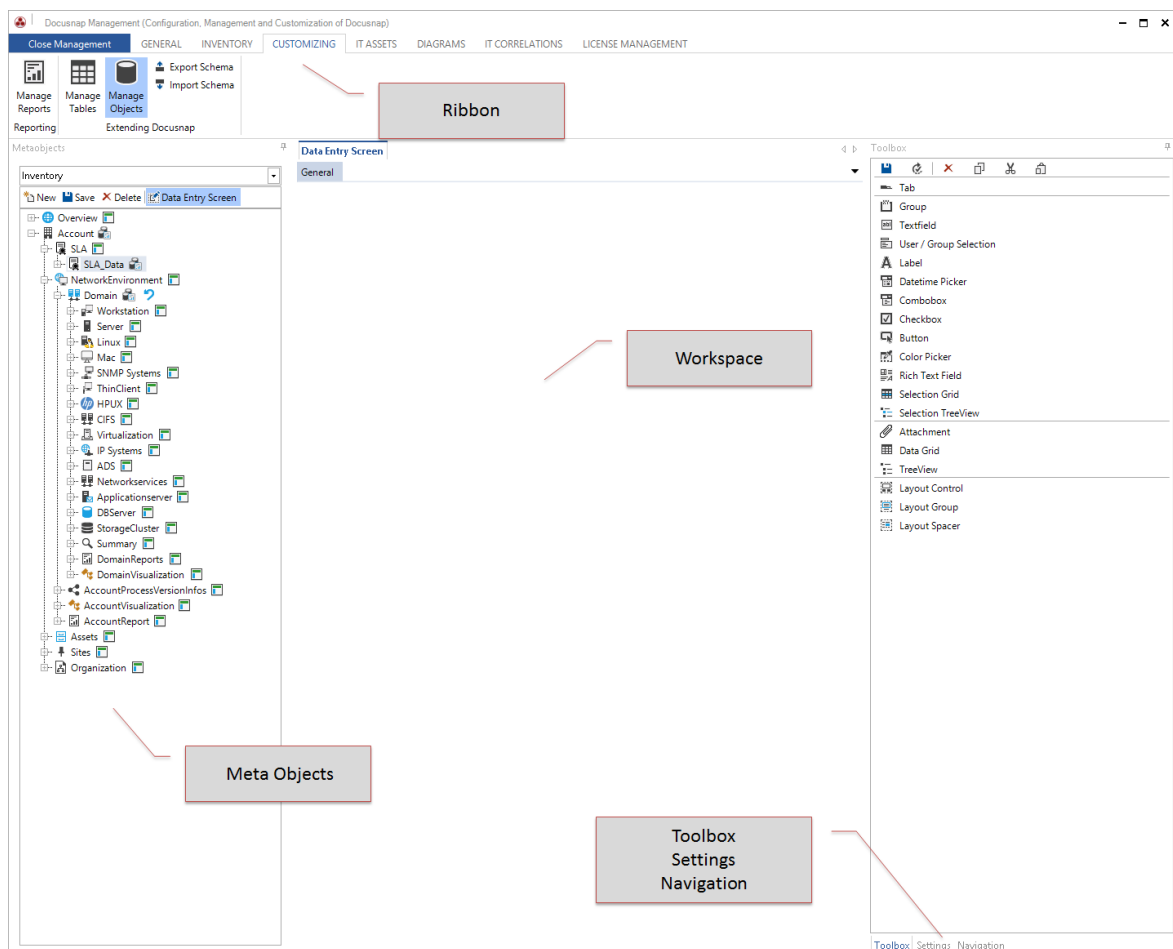 Docusnap Management (Configuration, Management and Customization of Docusnap)
Close Management GENERAL INVENTORY CUSTOMIZING IT ASSETS DIAGRAMS IT CORRELATIONS LICENSE MANAGEMENT
Export Schema
Import Schema
Manage Reports
Manage Tables
Manage Objects
Reporting Extending Docusnap
Ribbon
Metaobjects
Inventory
New Save Delete Data Entry Screen
Overview
Account
SLA
SLA_Data
NetworkEnvironment
Domain
Workstation
Server
Linux
Mac
SNMP Systems
ThinClient
HPUX
CIFS
Virtualization
IP Systems
ADS
Networkservices
Applicationserver
DBServer
StorageCluster
Summary
DomainReports
DomainVisualization
AccountProcessVersionInfos
AccountVisualization
AccountReport
Assets
Sites
Organization
Meta Objects
Data Entry Screen
General
Workspace
Toolbox
Tab
Group
Textfield
User / Group Selection
Label
Datetime Picker
Combobox
Checkbox
Button
Color Picker
Rich Text Field
Selection Grid
Selection TreeView
Attachment
Data Grid
TreeView
Layout Control
Layout Group
Layout Spacer
Toolbox
Settings
Navigation
Toolbox Settings Navigation